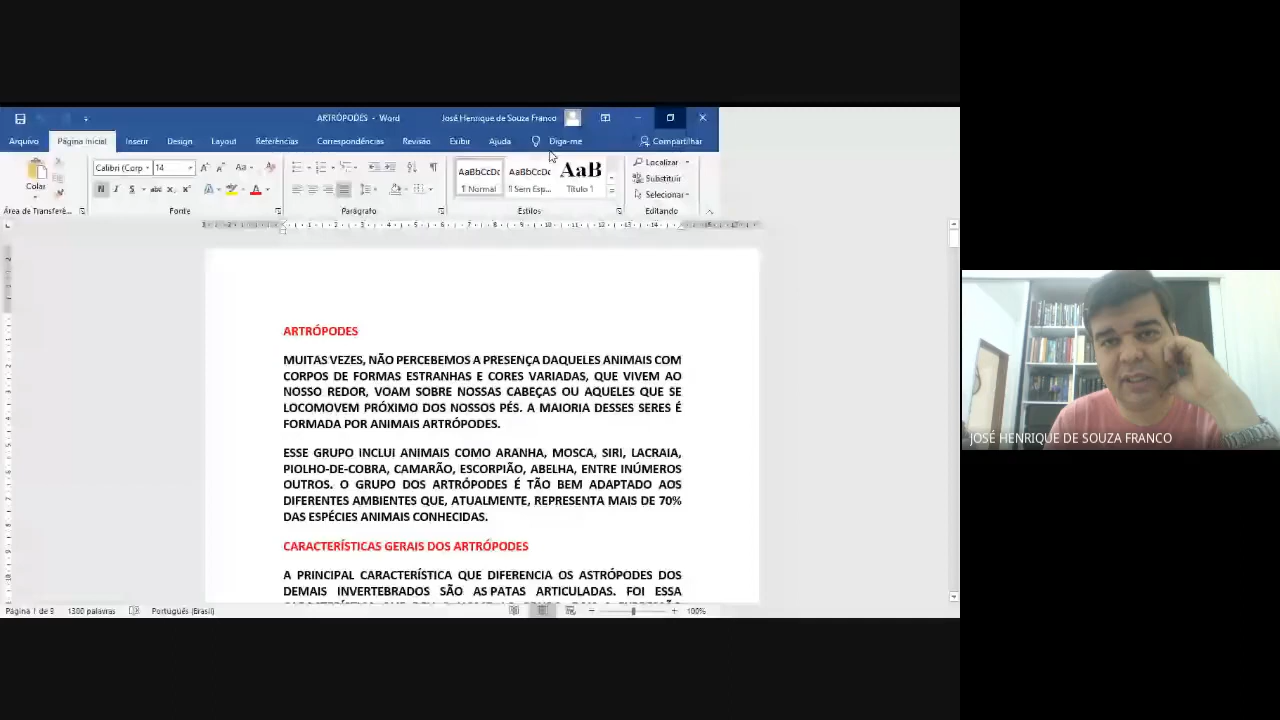 ARTRÓPODES - Word
José Henrique de Souza Franco
Arquivo Página Inicial Inserir Design Layout Referências Correspondências Revisão Exibir Ajuda Diga-me Compartilhar
Colar
Calibri (Corp 14
AaBbCcDc AaBbCcDc AaB
¶ Normal ¶ Sem Esp... Título 1
Localizar
Substituir
Selecionar
Área de Transferê... Fonte Parágrafo Estilos Editando
ARTRÓPODES
MUITAS VEZES, NÃO PERCEBEMOS A PRESENÇA DAQUELES ANIMAIS COM
CORPOS DE FORMAS ESTRANHAS E CORES VARIADAS, QUE VIVEM AO
NOSSO REDOR, VOAM SOBRE NOSSAS CABEÇAS OU AQUELES QUE SE
LOCOMOVEM PRÓXIMO DOS NOSSOS PÉS. A MAIORIA DESSES SERES É
FORMADA POR ANIMAIS ARTRÓPODES.
ESSE GRUPO INCLUI ANIMAIS COMO ARANHA, MOSCA, SIRI, LACRAIA,
PIOLHO-DE-COBRA, CAMARÃO, ESCORPIÃO, ABELHA, ENTRE INÚMEROS
OUTROS. O GRUPO DOS ARTRÓPODES É TÃO BEM ADAPTADO AOS
DIFERENTES AMBIENTES QUE, ATUALMENTE, REPRESENTA MAIS DE 70%
DAS ESPÉCIES ANIMAIS CONHECIDAS.
CARACTERÍSTICAS GERAIS DOS ARTRÓPODES
A PRINCIPAL CARACTERÍSTICA QUE DIFERENCIA OS ASTRÓPODES DOS
DEMAIS INVERTEBRADOS SÃO AS PATAS ARTICULADAS. FOI ESSA
palavras Português (Brasil) 100%
JOSÉ HENRIQUE DE SOUZA FRANCO